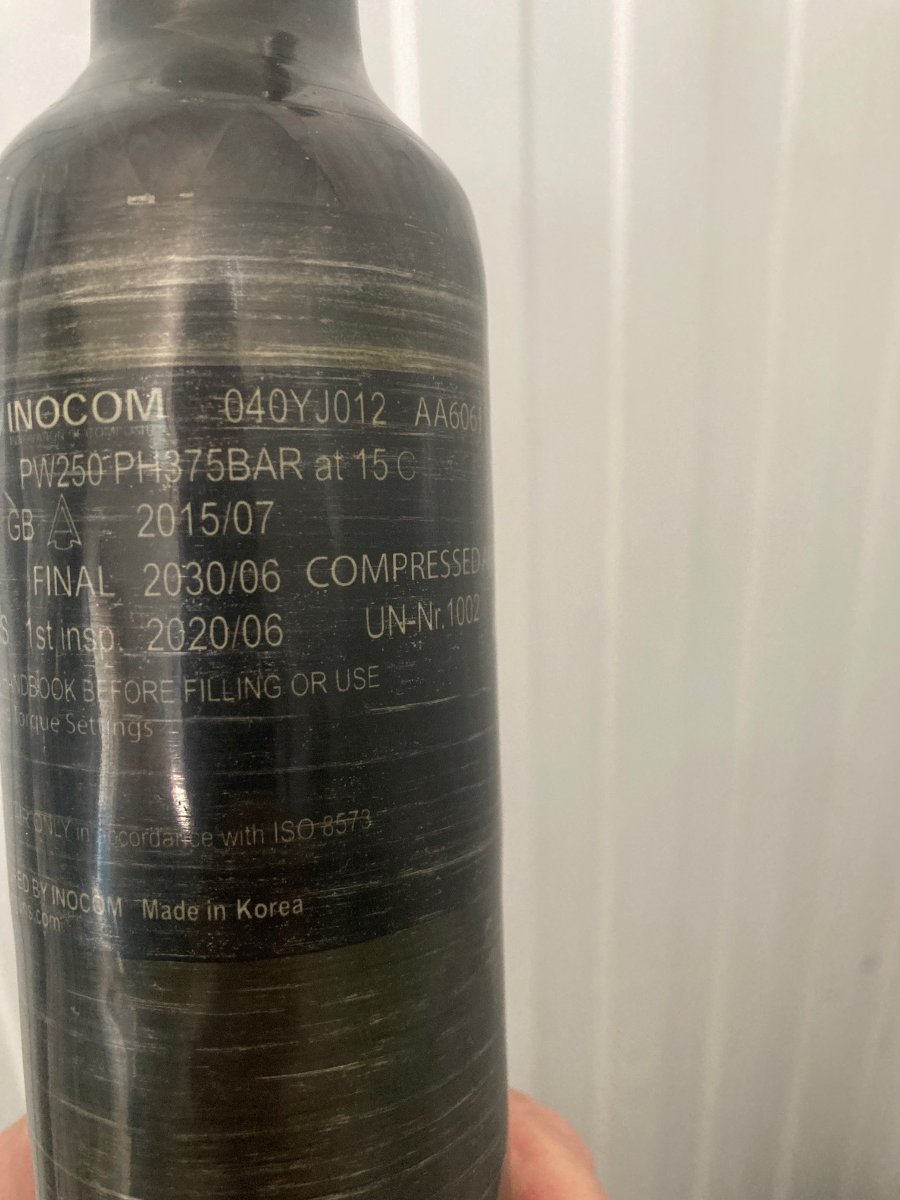 INOCOM 040YJ012 AA6061
PW250 PH375BAR at 15 C
GB 2015/07
FINAL 2030/06 COMPRESSED
1st insp. 2020/06 UN-Nr.1002
BEFORE FILLING OR USE
Torque Settings
ONLY in accordance with ISO 8573
BY INOCOM Made in Korea